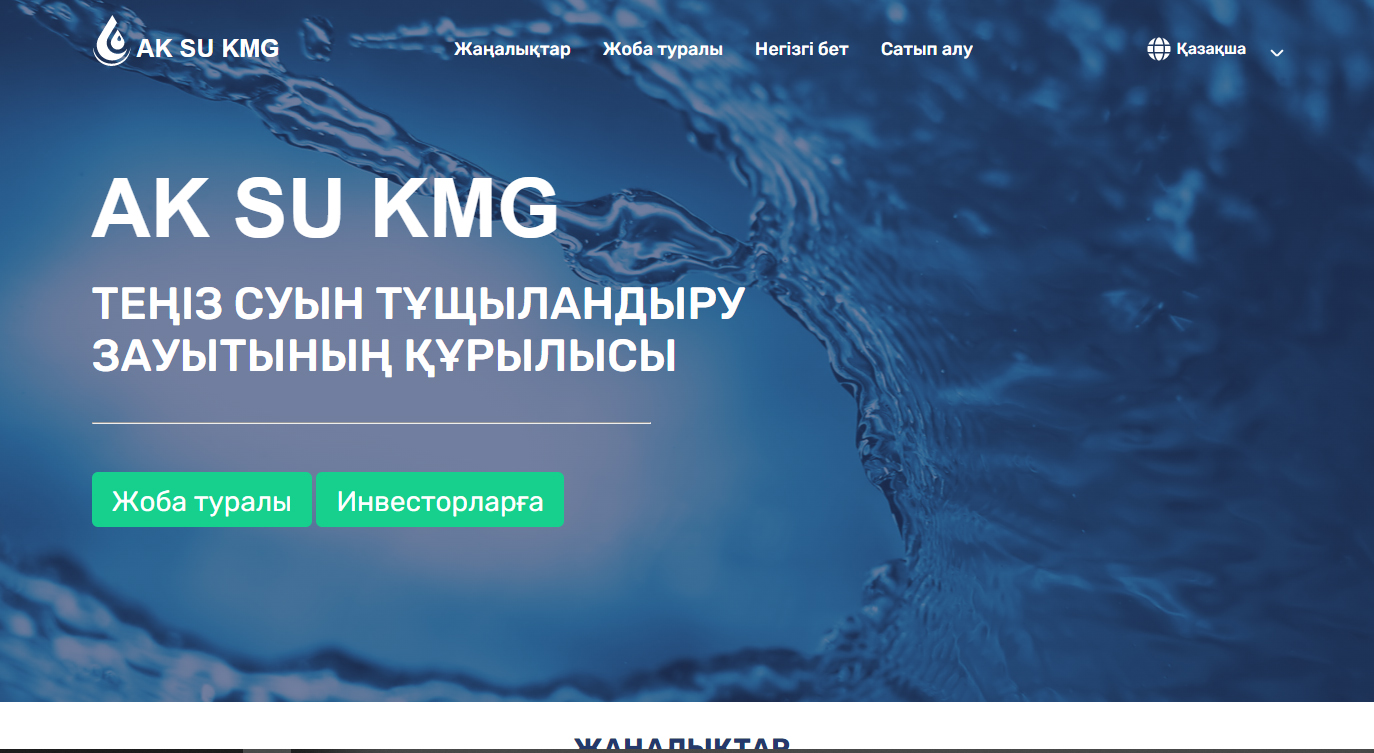 AK SU KMG
Жаңалықтар Жоба туралы Негізгі бет Сатып алу
Қазақша
AK SU KMG
ТЕҢІЗ СУЫН ТҰЩЫЛАНДЫРУ
ЗАУЫТЫНЫҢ ҚҰРЫЛЫСЫ
Жоба туралы Инвесторларға
ЖАҢАЛЫҚТАР